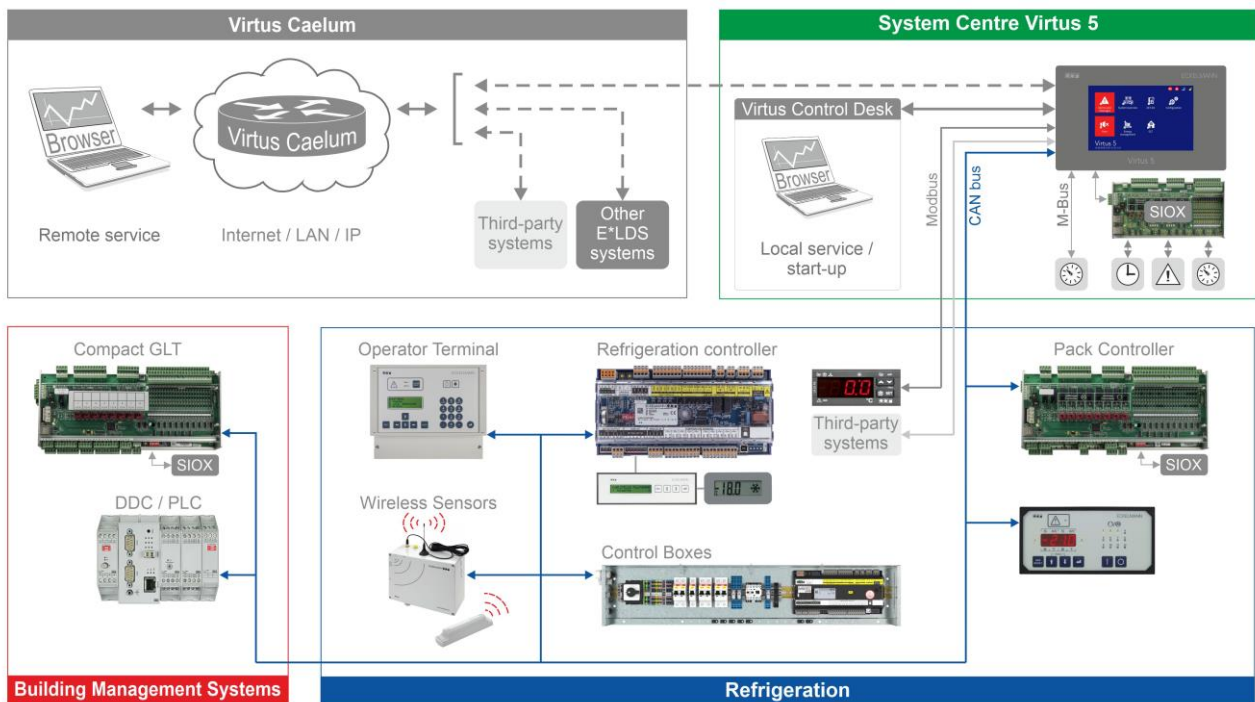 Virtus Caelum
Browser
Remote service
Virtus Caelum
Internet / LAN / IP
Third-party
systems
Other
E*LDS
systems
System Centre Virtus 5
Virtus Control Desk
Browser
Local service /
start-up
Modbus
CAN bus
M-Bus
Virtus 5
Virtus 5
SIOX
Compact GLT
SIOX
DDC / PLC
Building Management Systems
Operator Terminal
Wireless Sensors
Refrigeration controller
-18.0
Control Boxes
0.0
°C
Third-party
systems
Pack Controller
SIOX
Refrigeration